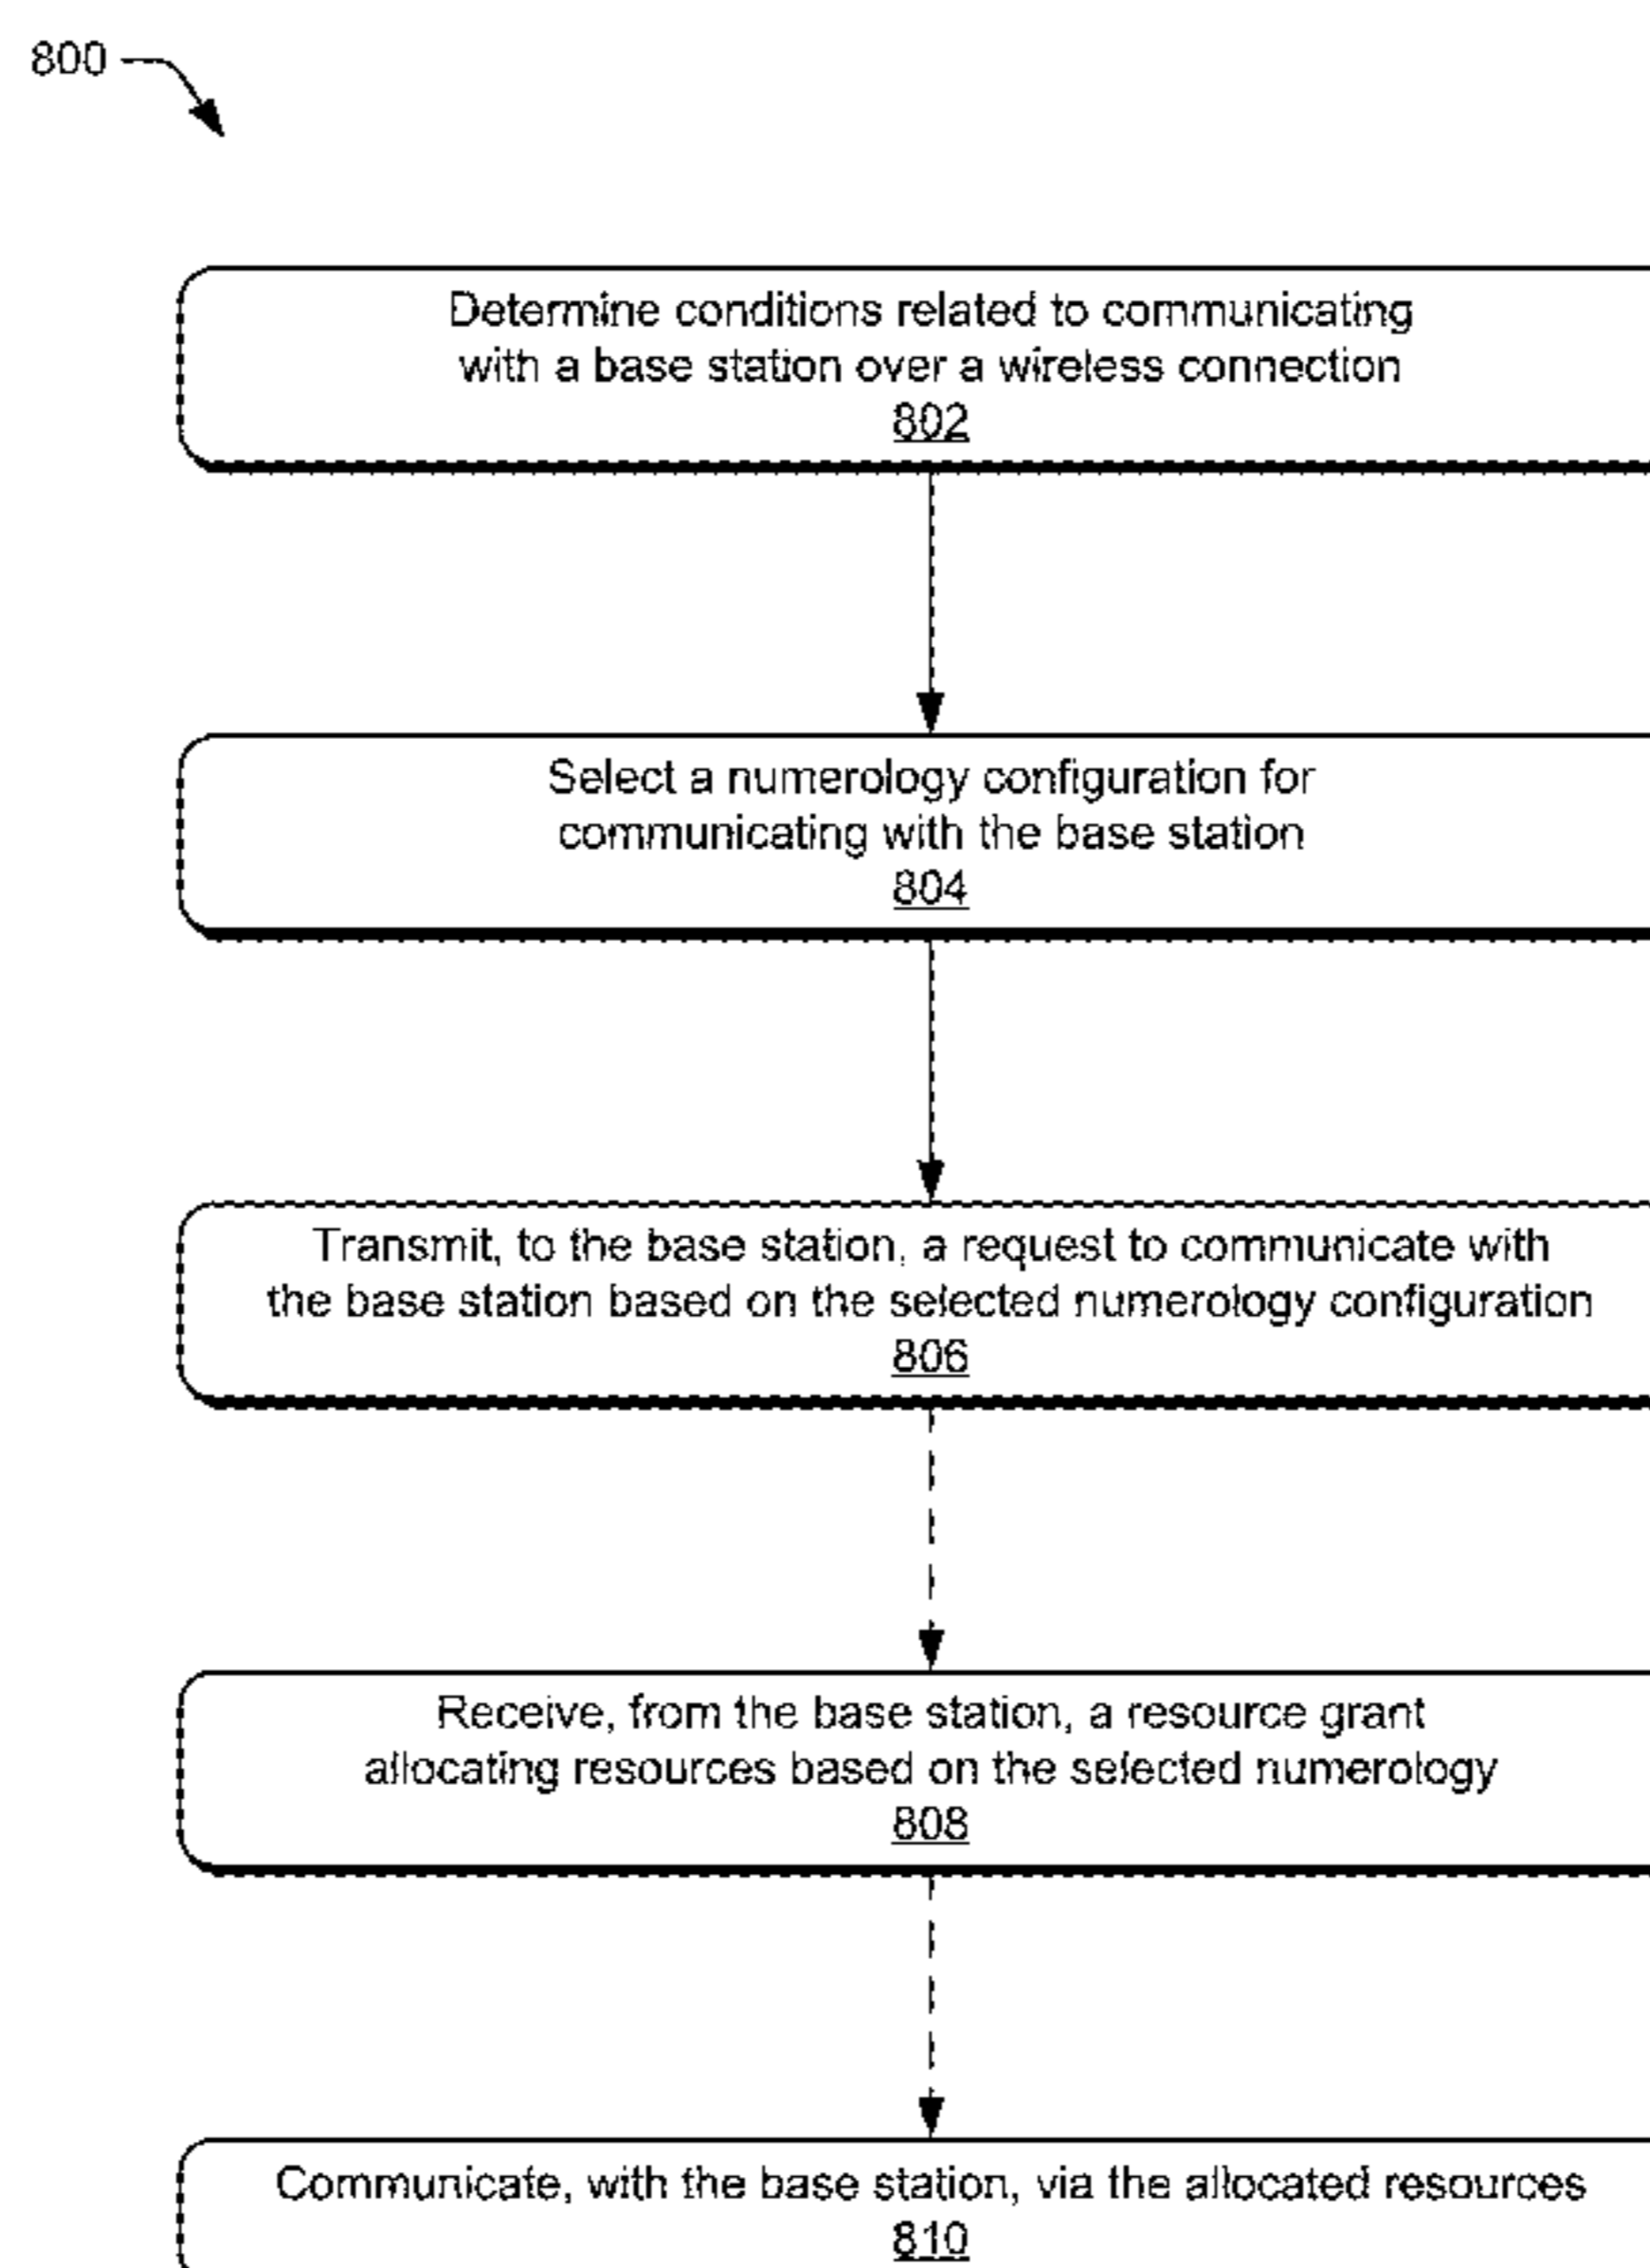 800
Determine conditions related to communicating
with a base station over a wireless connection
802
Select a numerology configuration for
communicating with the base station
804
Transmit, to the base station, a request to communicate with
the base station based on the selected numerology configuration
806
Receive, from the base station, a resource grant
allocating resources based on the selected numerology
808
Communicate, with the base station, via the allocated resources
810